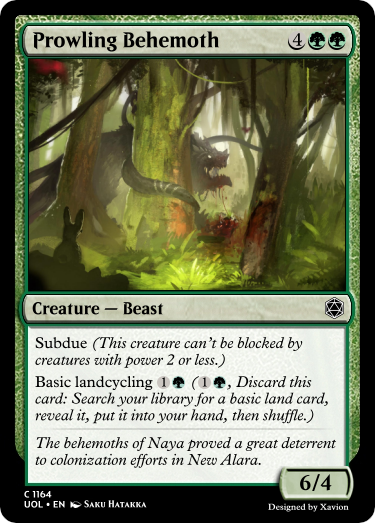 Prowling Behemoth 4
Creature — Beast
Subdue (This creature can't be blocked by
creatures with power 2 or less.)
Basic landcycling 1 (1, Discard this
card: Search your library for a basic land card,
reveal it, put it into your hand, then shuffle.)
The behemoths of Naya proved a great deterrent
to colonization efforts in New Alara.
6/4
C 1164
UOL • EN Saku Hatakka
Designed by Xavion